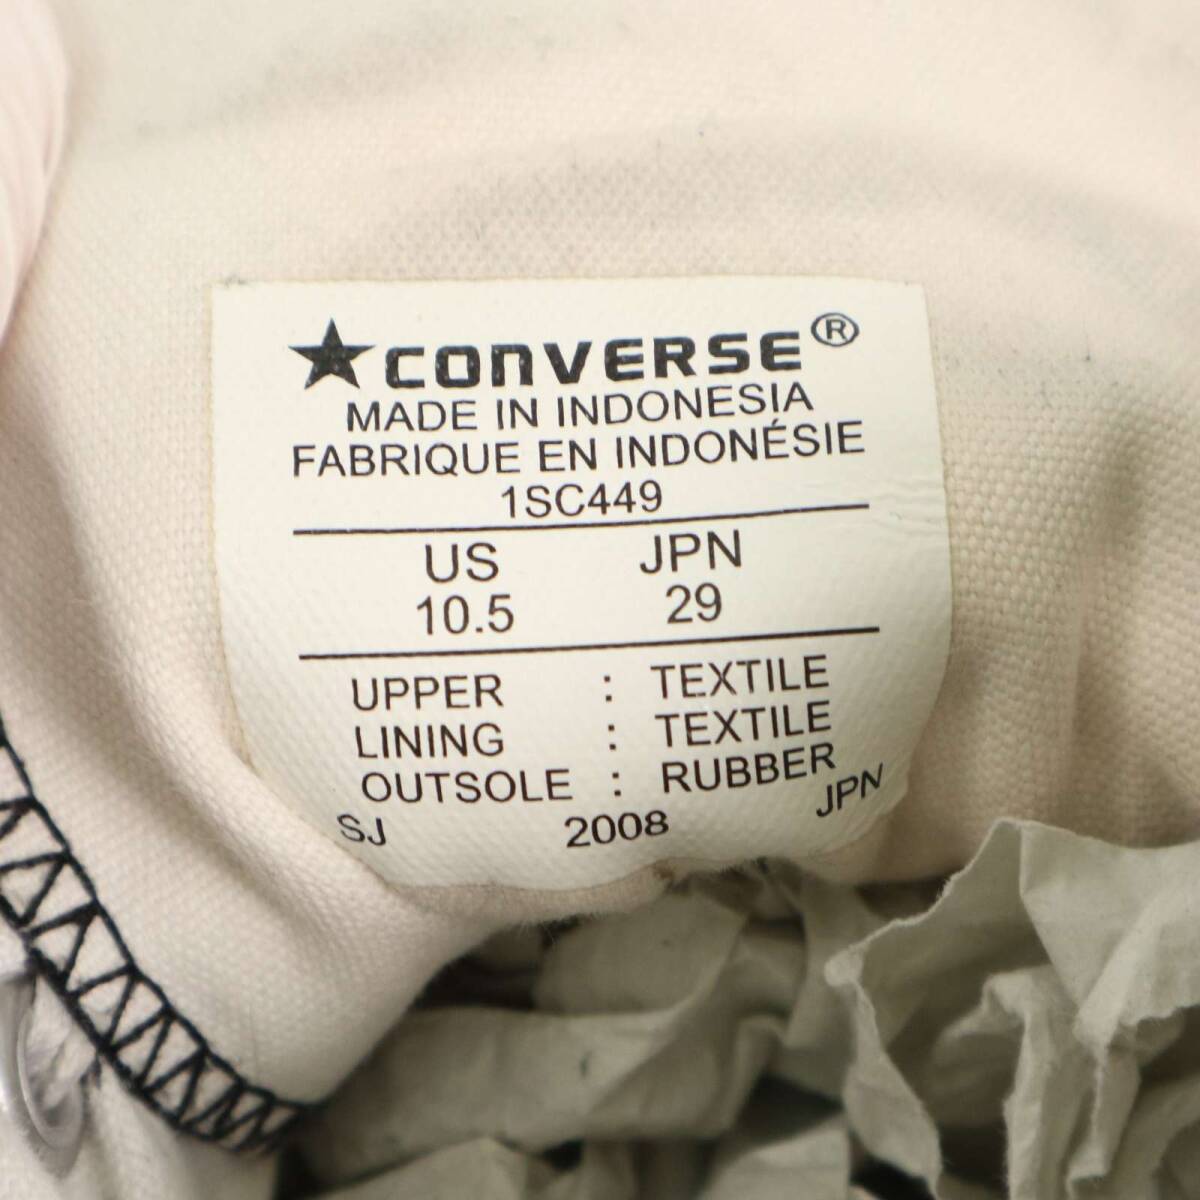 ★CONVERSE®
MADE IN INDONESIA
FABRIQUE EN INDONÉSIE
1SC449
US JPN
10.5 29
UPPER : TEXTILE
LINING : TEXTILE
OUTSOLE : RUBBER
SJ 2008 JPN